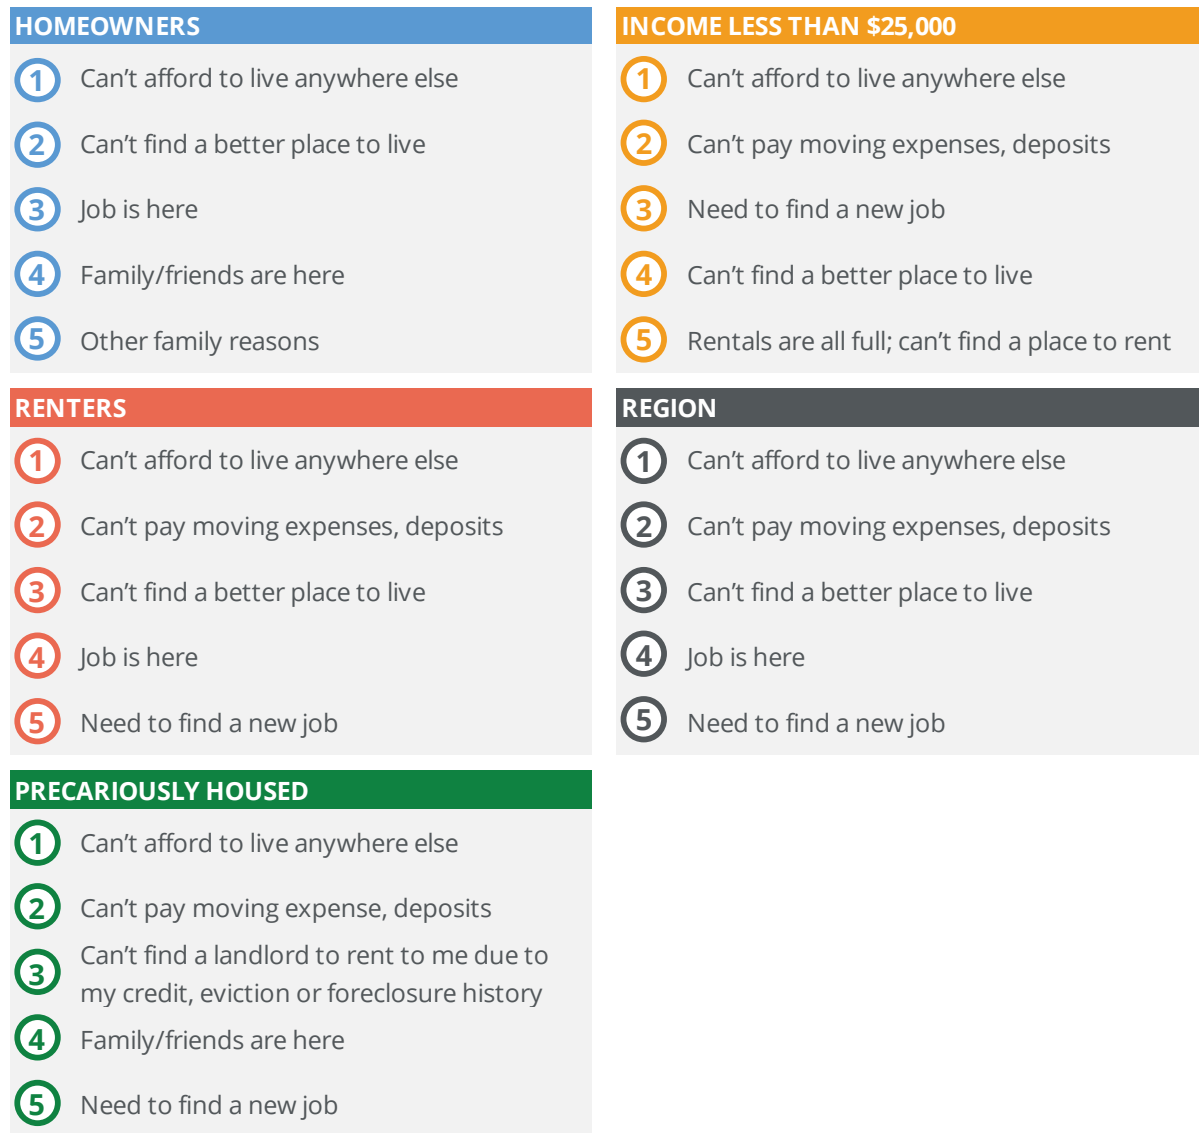 HOMEOWNERS
1 Can’t afford to live anywhere else
2 Can’t find a better place to live
3 Job is here
4 Family/friends are here
5 Other family reasons
INCOME LESS THAN $25,000
1 Can’t afford to live anywhere else
2 Can’t pay moving expenses, deposits
3 Need to find a new job
4 Can’t find a better place to live
5 Rentals are all full; can’t find a place to rent
RENTERS
1 Can’t afford to live anywhere else
2 Can’t pay moving expenses, deposits
3 Can’t find a better place to live
4 Job is here
5 Need to find a new job
REGION
1 Can’t afford to live anywhere else
2 Can’t pay moving expenses, deposits
3 Can’t find a better place to live
4 Job is here
5 Need to find a new job
PRECARIOUSLY HOUSED
1 Can’t afford to live anywhere else
2 Can’t pay moving expense, deposits
3 Can’t find a landlord to rent to me due to
my credit, eviction or foreclosure history
4 Family/friends are here
5 Need to find a new job